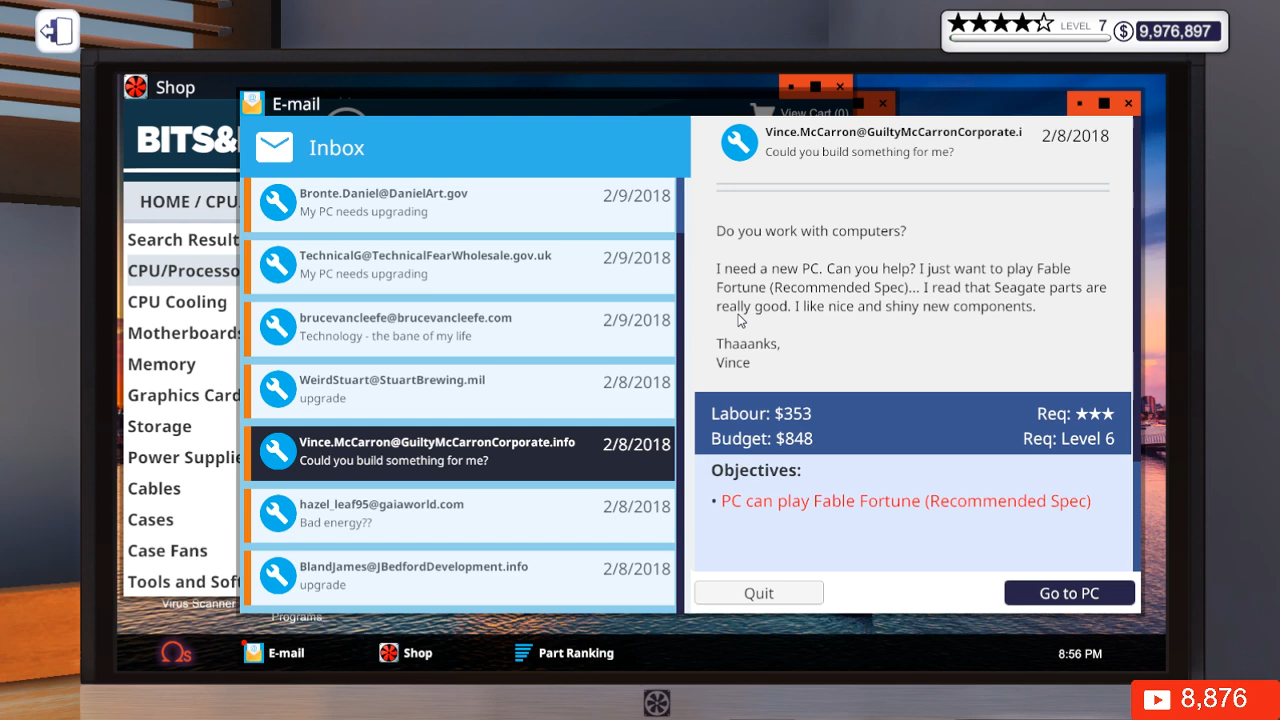 LEVEL 7
9,976,897
Shop
E-mail
View Cart (0)
BITS&
HOME / CPU
Search Result
CPU/Processo
CPU Cooling
Motherboards
Memory
Graphics Card
Storage
Power Supplie
Cables
Cases
Case Fans
Tools and Soft
Virus Scanner
Programs
Inbox
Bronte.Daniel@DanielArt.gov 2/9/2018
My PC needs upgrading
TechnicalG@TechnicalFearWholesale.gov.uk 2/9/2018
My PC needs upgrading
brucevancleefe@brucevancleefe.com 2/9/2018
Technology - the bane of my life
WeirdStuart@StuartBrewing.mil 2/8/2018
upgrade
Vince.McCarron@GuiltyMcCarronCorporate.info 2/8/2018
Could you build something for me?
hazel_leaf95@gaiaworld.com 2/8/2018
Bad energy??
BlandJames@JBedfordDevelopment.info 2/8/2018
upgrade
Vince.McCarron@GuiltyMcCarronCorporate.i 2/8/2018
Could you build something for me?
Do you work with computers?
I need a new PC. Can you help? I just want to play Fable
Fortune (Recommended Spec)... I read that Seagate parts are
really good. I like nice and shiny new components.
Thaaanks,
Vince
Labour: $353 Req: ★★★
Budget: $848 Req: Level 6
Objectives:
• PC can play Fable Fortune (Recommended Spec)
Quit Go to PC
Os E-mail Shop Part Ranking 8:56 PM
8,876